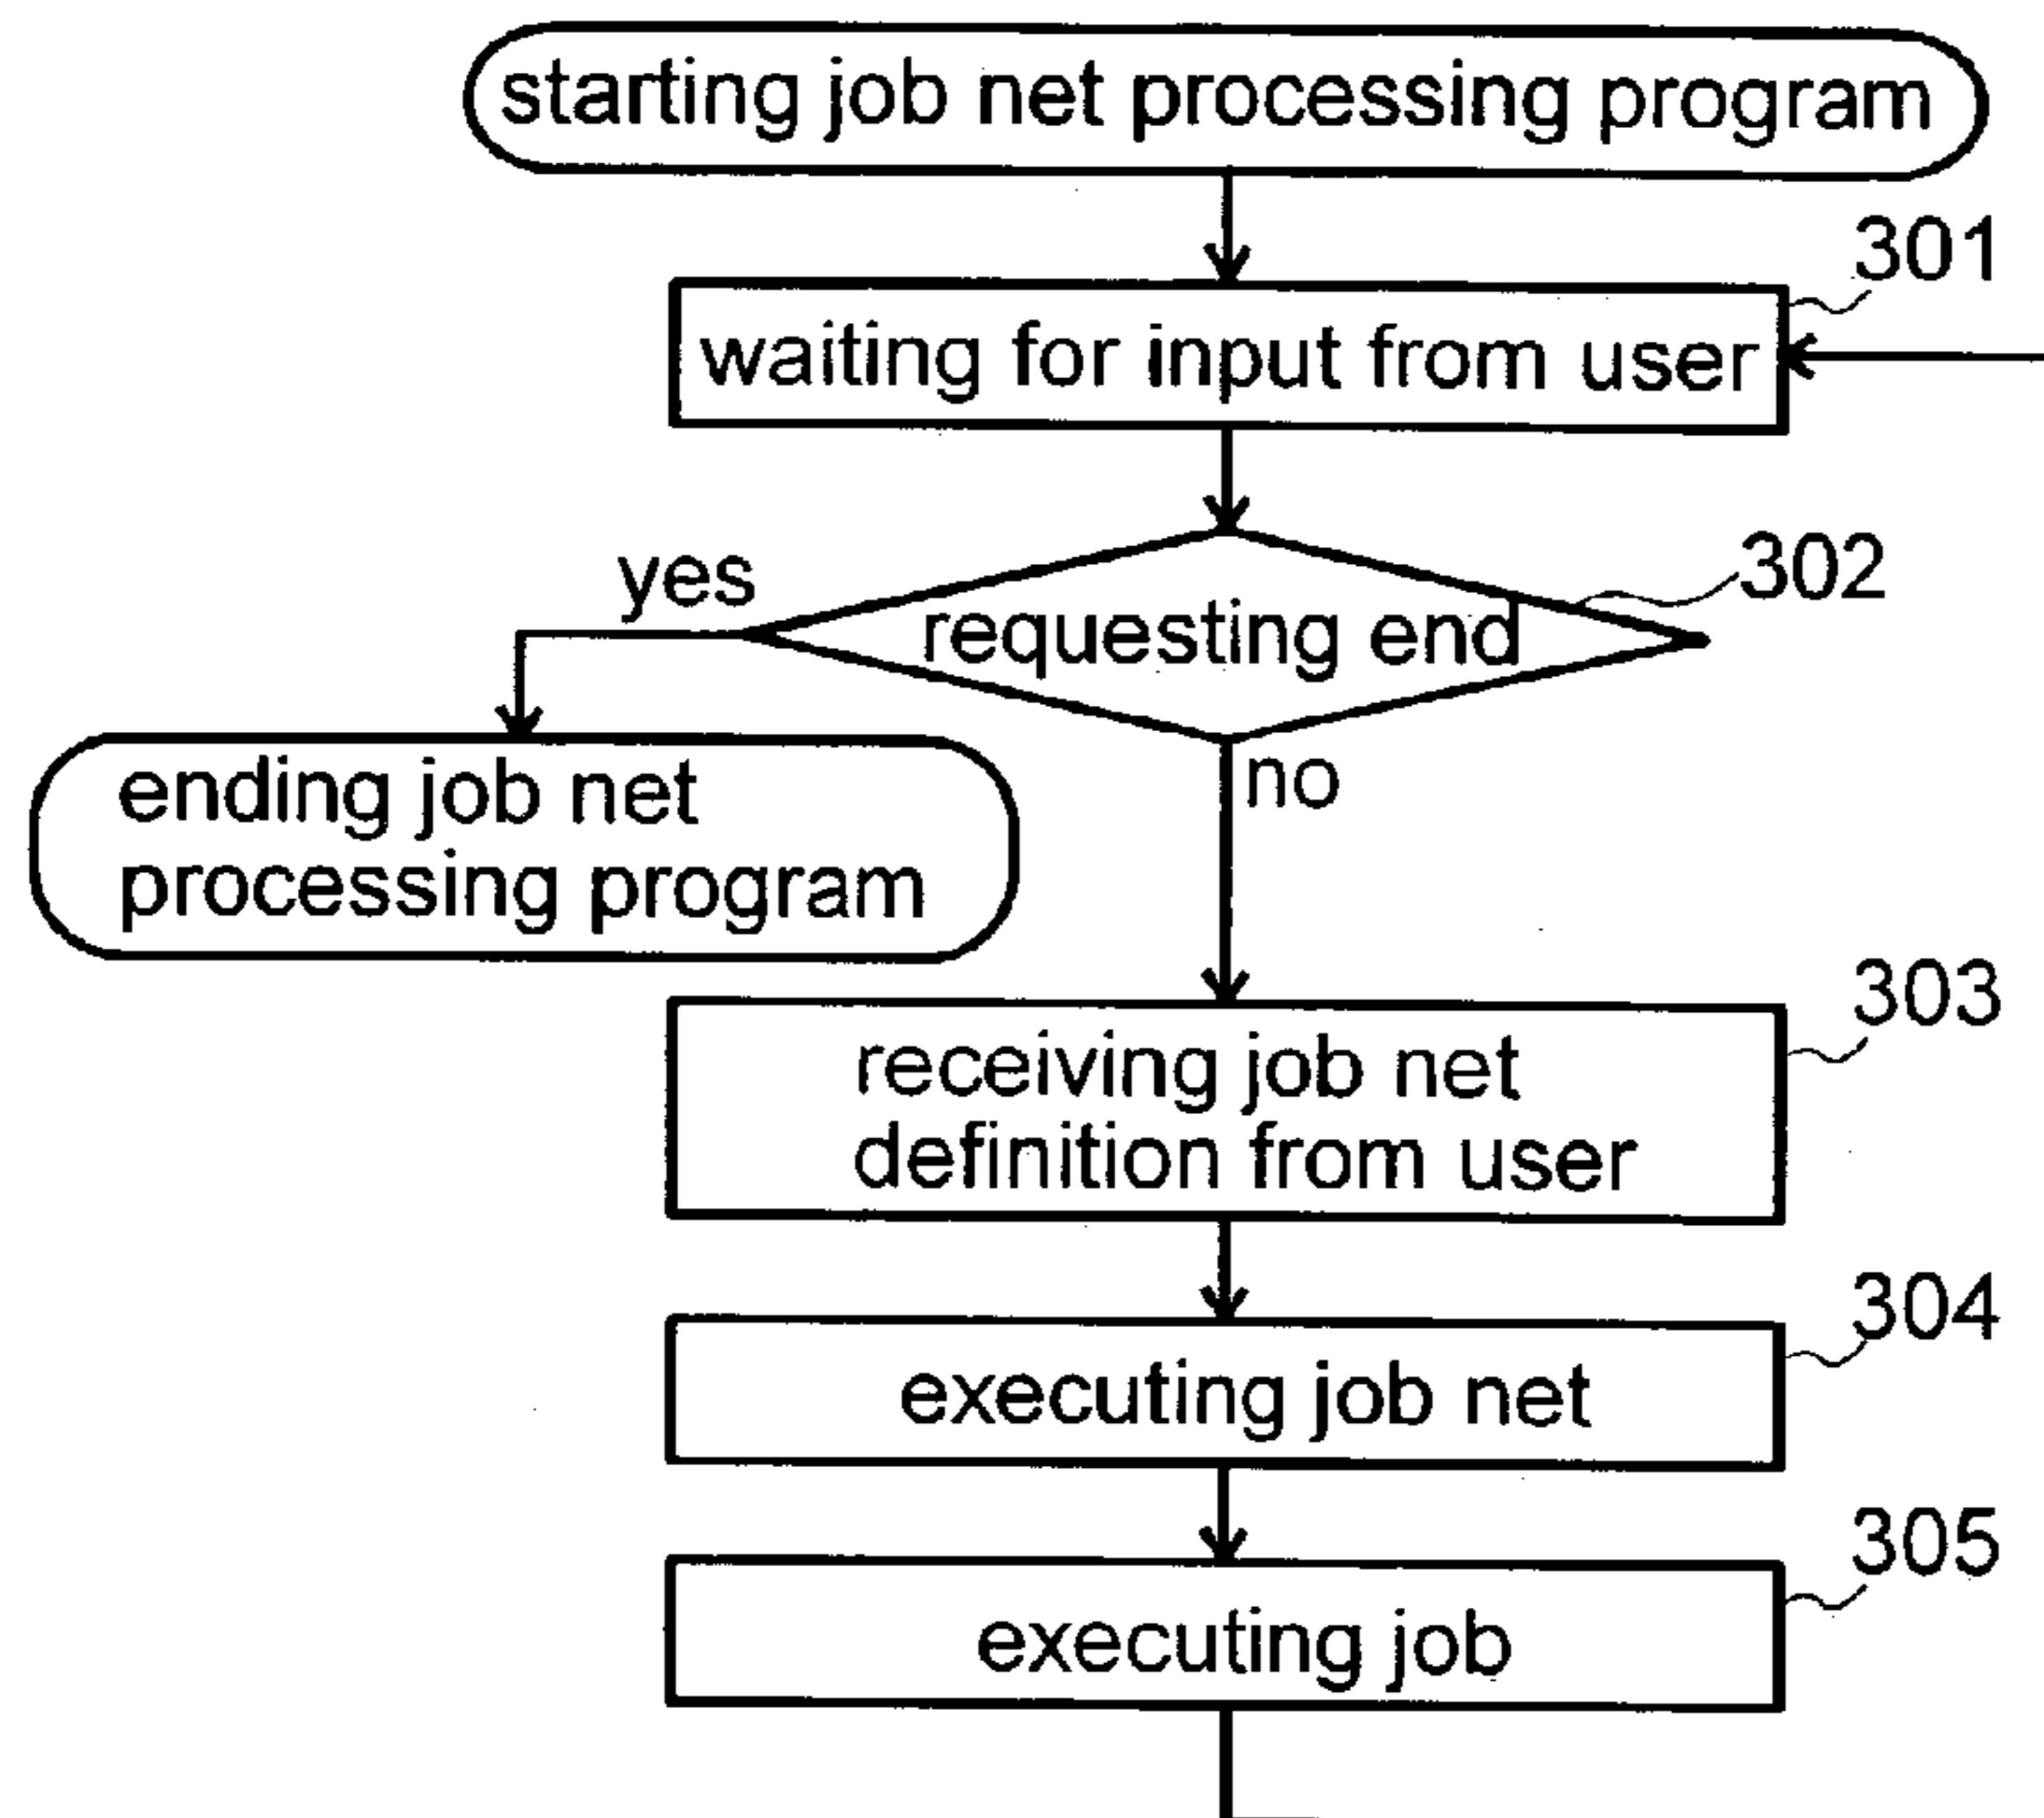 starting job net processing program
301
waiting for input from user
302
yes
requesting end
no
ending job net
processing program
303
receiving job net
definition from user
304
executing job net
305
executing job